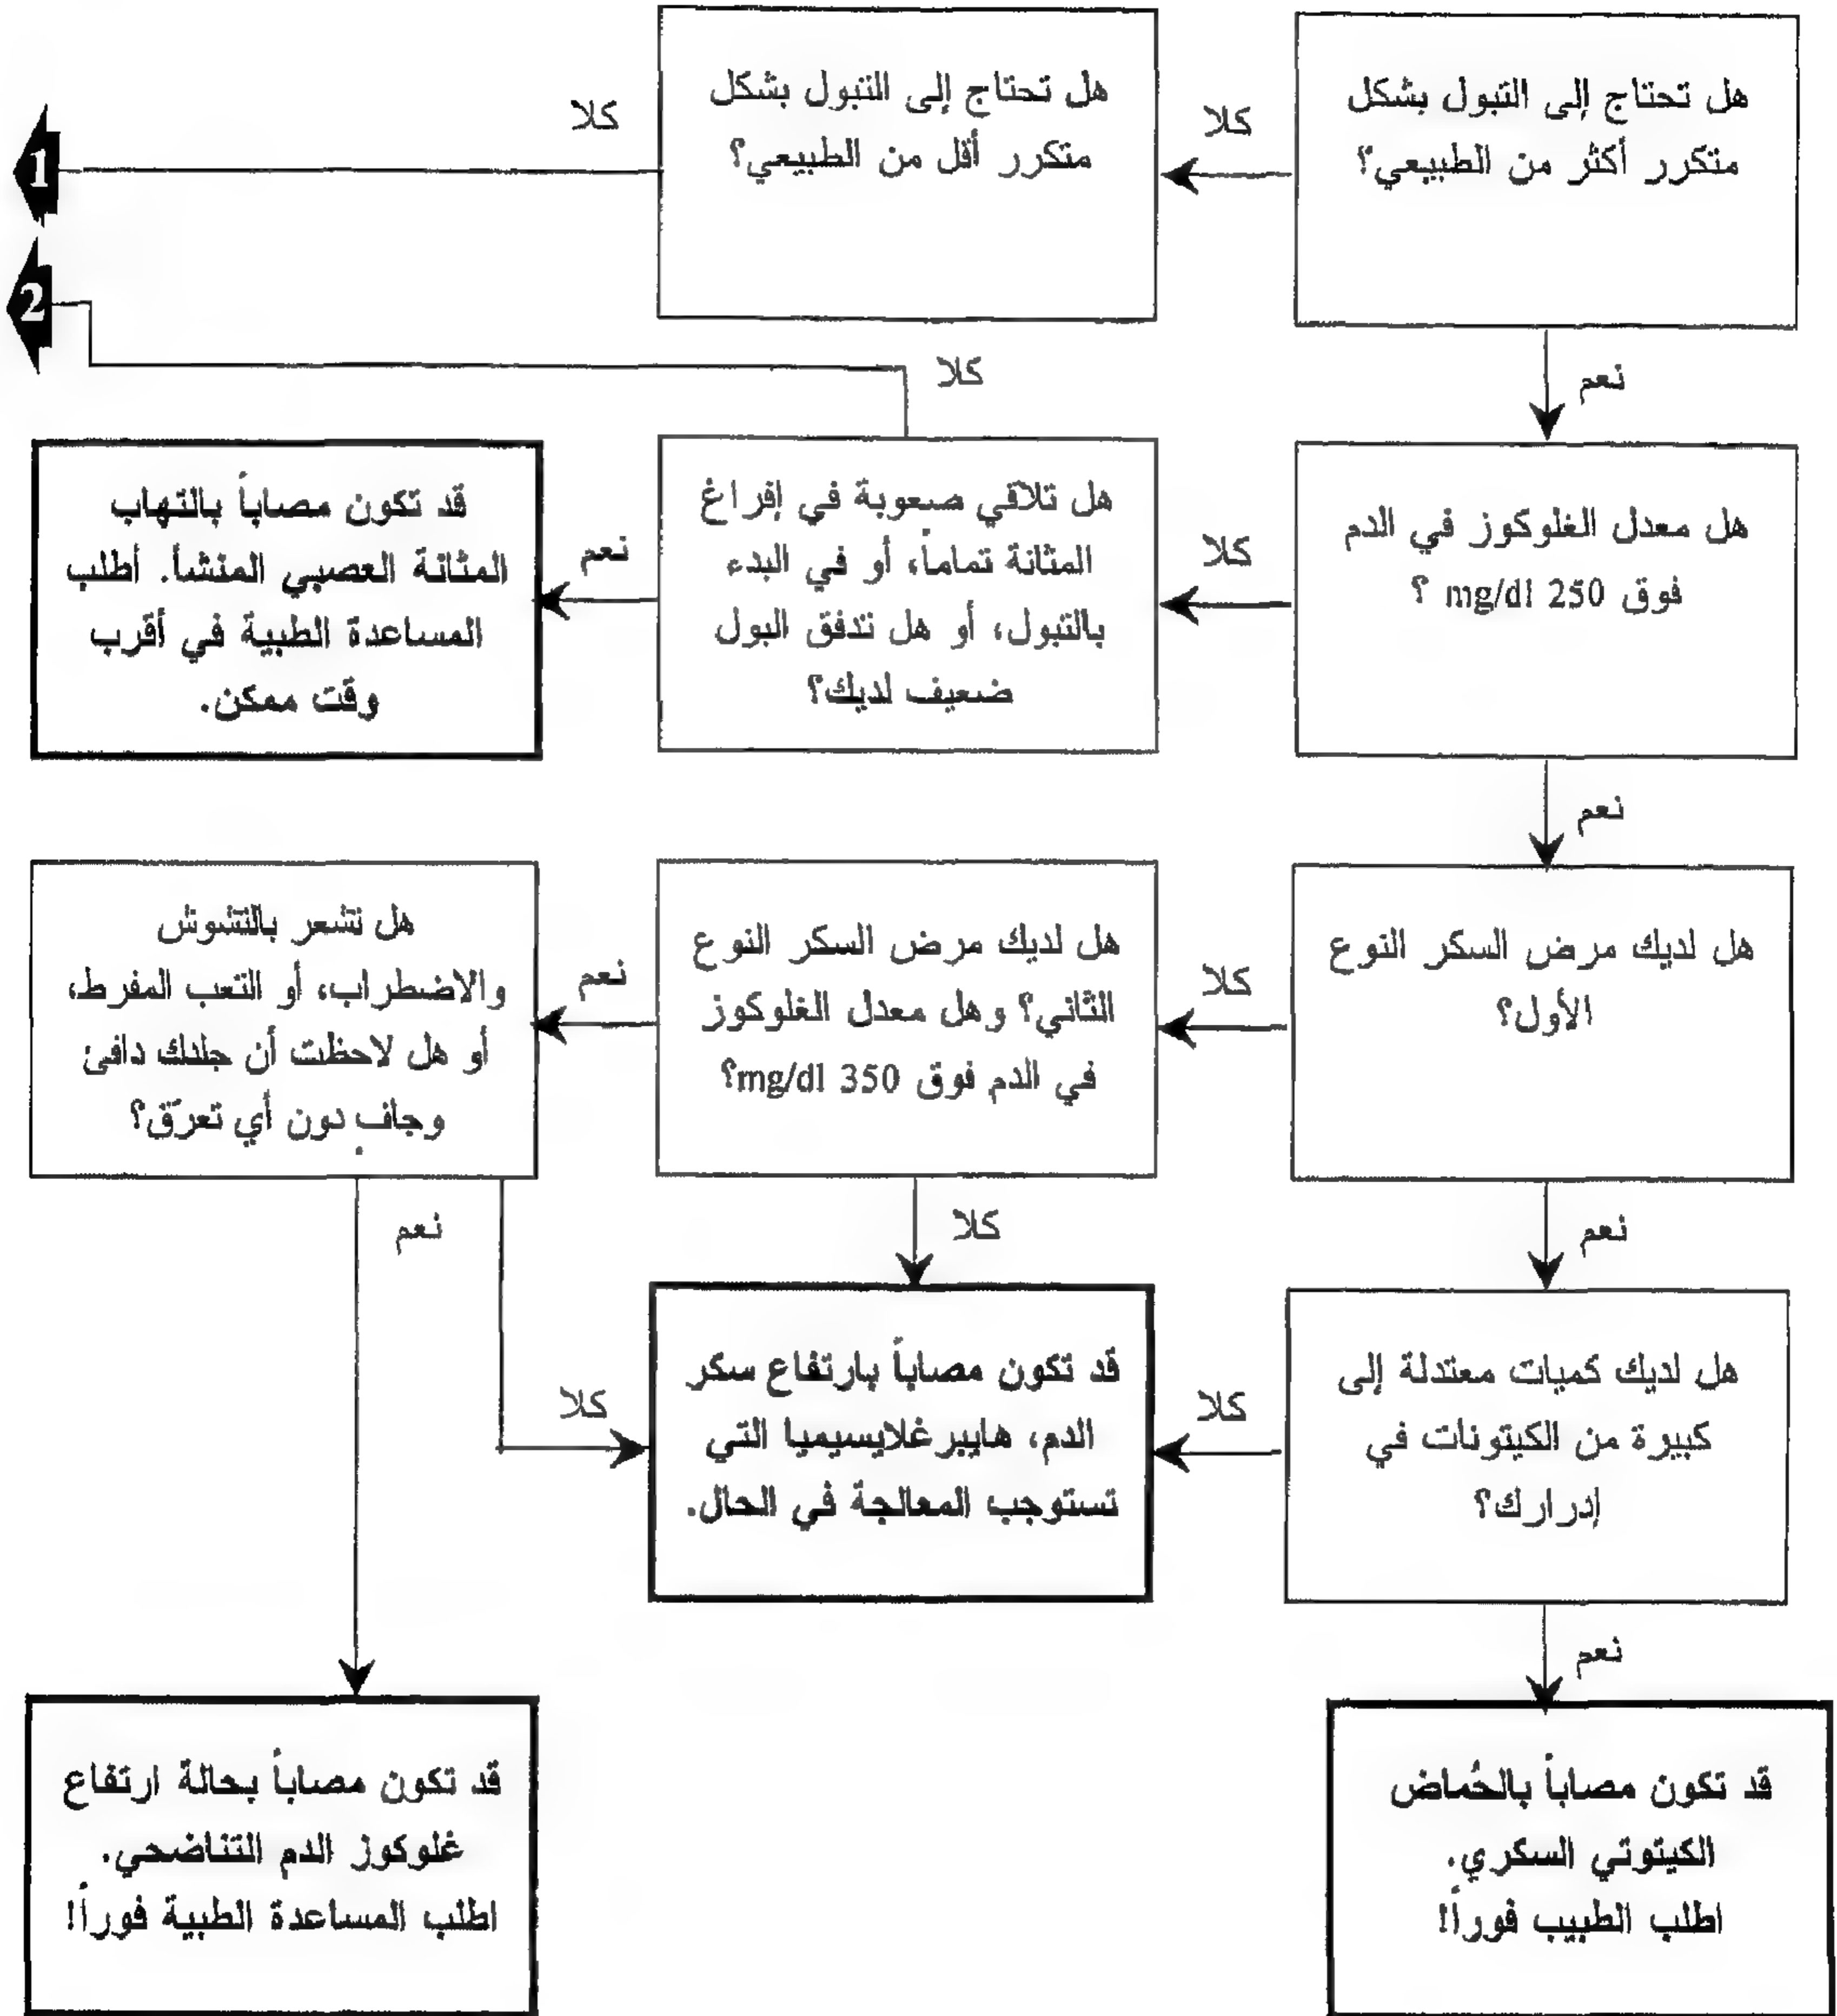 هل تحتاج إلى التبول بشكل
متكرر أكثر من الطبيعي؟
كلا
هل تحتاج إلى التبول بشكل
متكرر أقل من الطبيعي؟
كلا
1
2
نعم
كلا
هل معدل الغلوكوز في الدم
فوق 250 mg/dl ؟
كلا
هل تلاقي صعوبة في إفراغ
المثانة تماماً، أو في البدء
بالتبول، أو هل تدفق البول
ضعيف لديك؟
نعم
قد تكون مصاباً بالتهاب
المثانة العصبي المنشأ. أطلب
المساعدة الطبية في أقرب
وقت ممكن.
نعم
هل لديك مرض السكر النوع
الأول؟
كلا
هل لديك مرض السكر النوع
الثاني؟ وهل معدل الغلوكوز
في الدم فوق 350 mg/dl؟
نعم
هل تشعر بالتشوش
والاضطراب، أو التعب المفرط،
أو هل لاحظت أن جلدك دافئ
وجاف دون أي تعرّق؟
نعم
كلا
نعم
هل لديك كميات معتدلة إلى
كبيرة من الكيتونات في
إدرارك؟
كلا
قد تكون مصاباً بارتفاع سكر
الدم، هايبرغلايسيميا التي
تستوجب المعالجة في الحال.
كلا
نعم
قد تكون مصاباً بالحُماض
الكيتوتي السكري.
اطلب الطبيب فوراً!
قد تكون مصاباً بحالة ارتفاع
غلوكوز الدم التناضحي.
اطلب المساعدة الطبية فوراً!